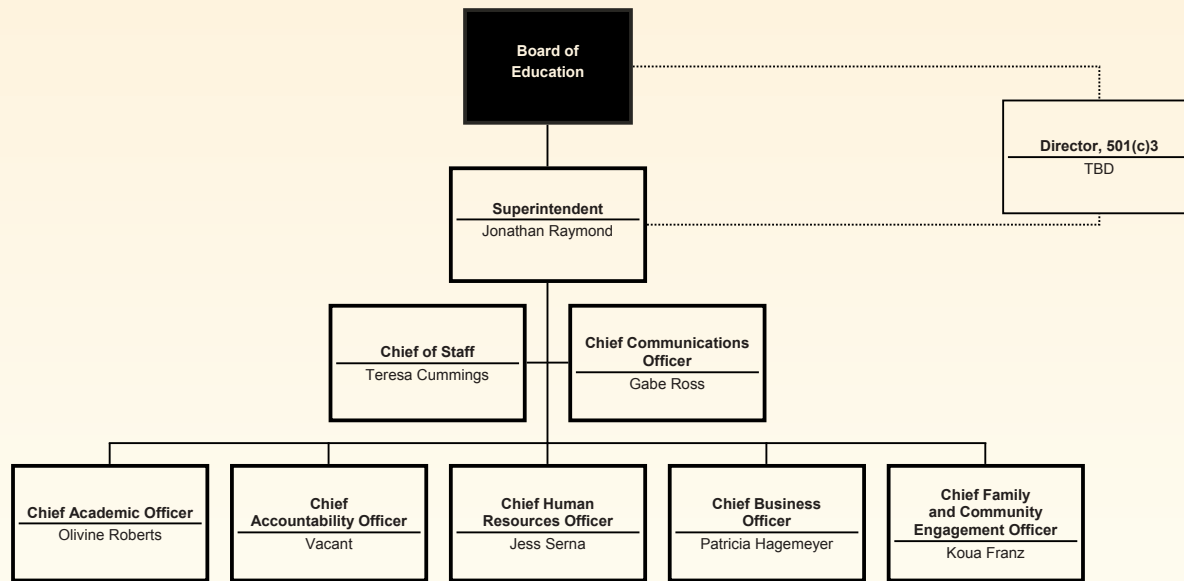 Board of
Education
Director, 501(c)3
TBD
Superintendent
Jonathan Raymond
Chief of Staff
Teresa Cummings
Chief Communications
Officer
Gabe Ross
Chief Academic Officer
Olivine Roberts
Chief
Accountability Officer
Vacant
Chief Human
Resources Officer
Jess Serna
Chief Business
Officer
Patricia Hagemeyer
Chief Family
and Community
Engagement Officer
Koua Franz